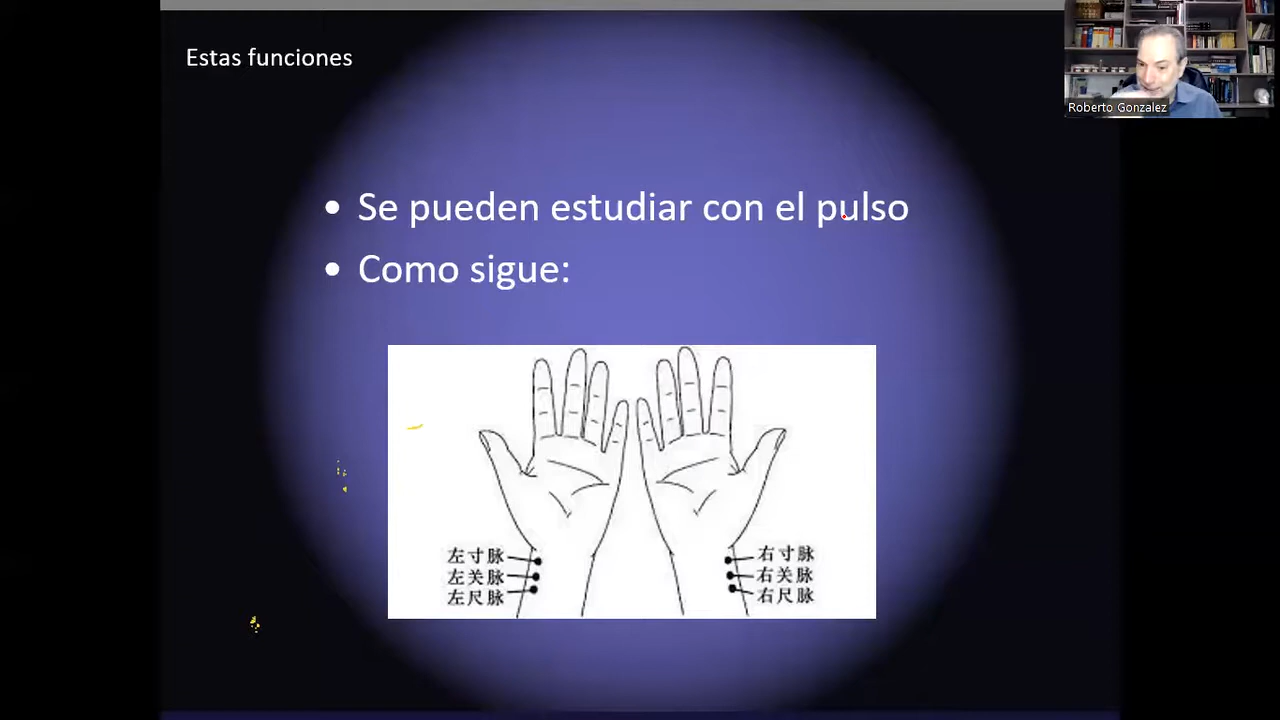 Estas funciones
Roberto Gonzalez
• Se pueden estudiar con el pulso
• Como sigue:
左寸脉
左关脉
左尺脉
右寸脉
右关脉
右尺脉